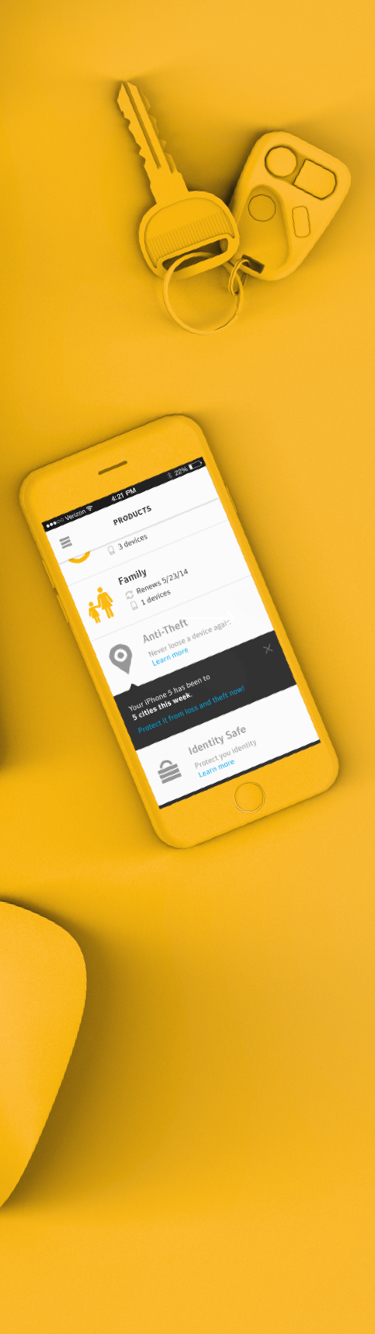 Verizon 4:21 PM 22%
PRODUCTS
3 devices
Family
Renews 5/23/14
1 devices
Anti-Theft
Never loose a device again.
Learn more
Your iPhone 5 has been to
5 cities this week.
Protect it from loss and theft now!
Identity Safe
Protect you identity
Learn more